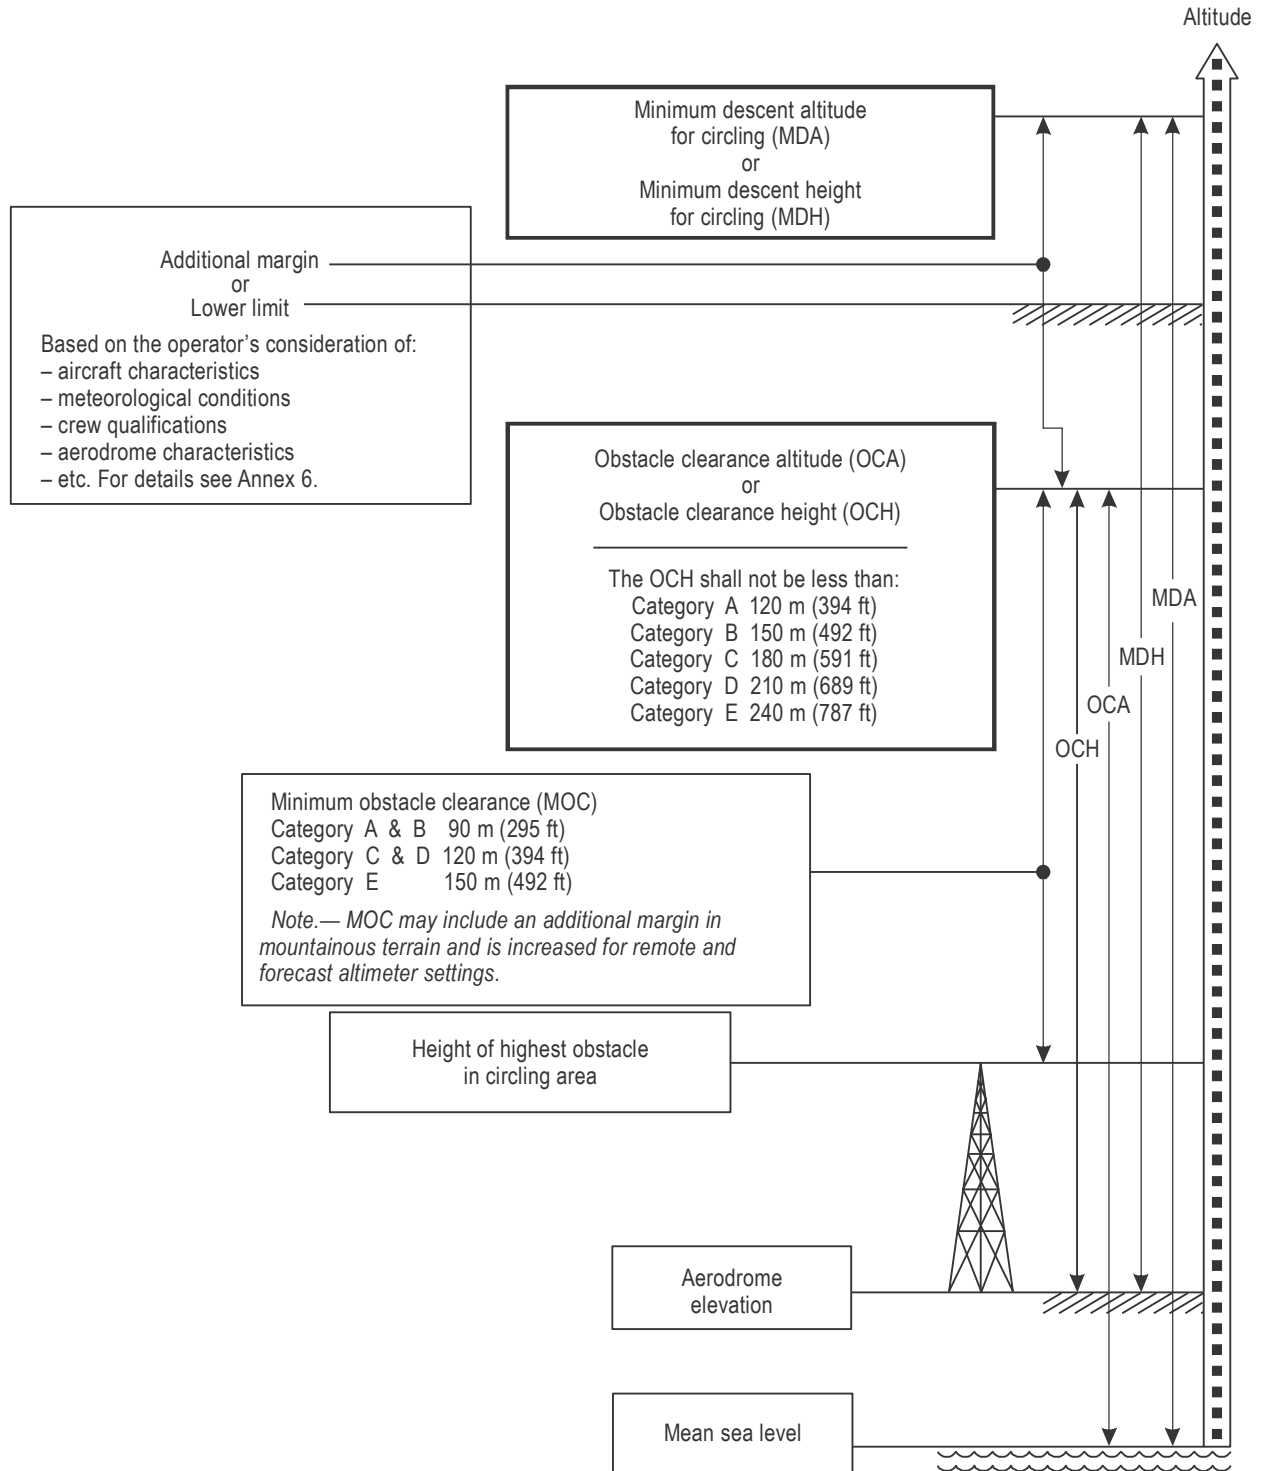 Altitude
Minimum descent altitude
for circling (MDA)
or
Minimum descent height
for circling (MDH)
Additional margin
or
Lower limit
Based on the operator’s consideration of:
– aircraft characteristics
– meteorological conditions
– crew qualifications
– aerodrome characteristics
– etc. For details see Annex 6.
Obstacle clearance altitude (OCA)
or
Obstacle clearance height (OCH)
The OCH shall not be less than:
Category A 120 m (394 ft)
Category B 150 m (492 ft)
Category C 180 m (591 ft)
Category D 210 m (689 ft)
Category E 240 m (787 ft)
MDA
MDH
OCA
OCH
Minimum obstacle clearance (MOC)
Category A & B 90 m (295 ft)
Category C & D 120 m (394 ft)
Category E 150 m (492 ft)
Note.— MOC may include an additional margin in
mountainous terrain and is increased for remote and
forecast altimeter settings.
Height of highest obstacle
in circling area
Aerodrome
elevation
Mean sea level